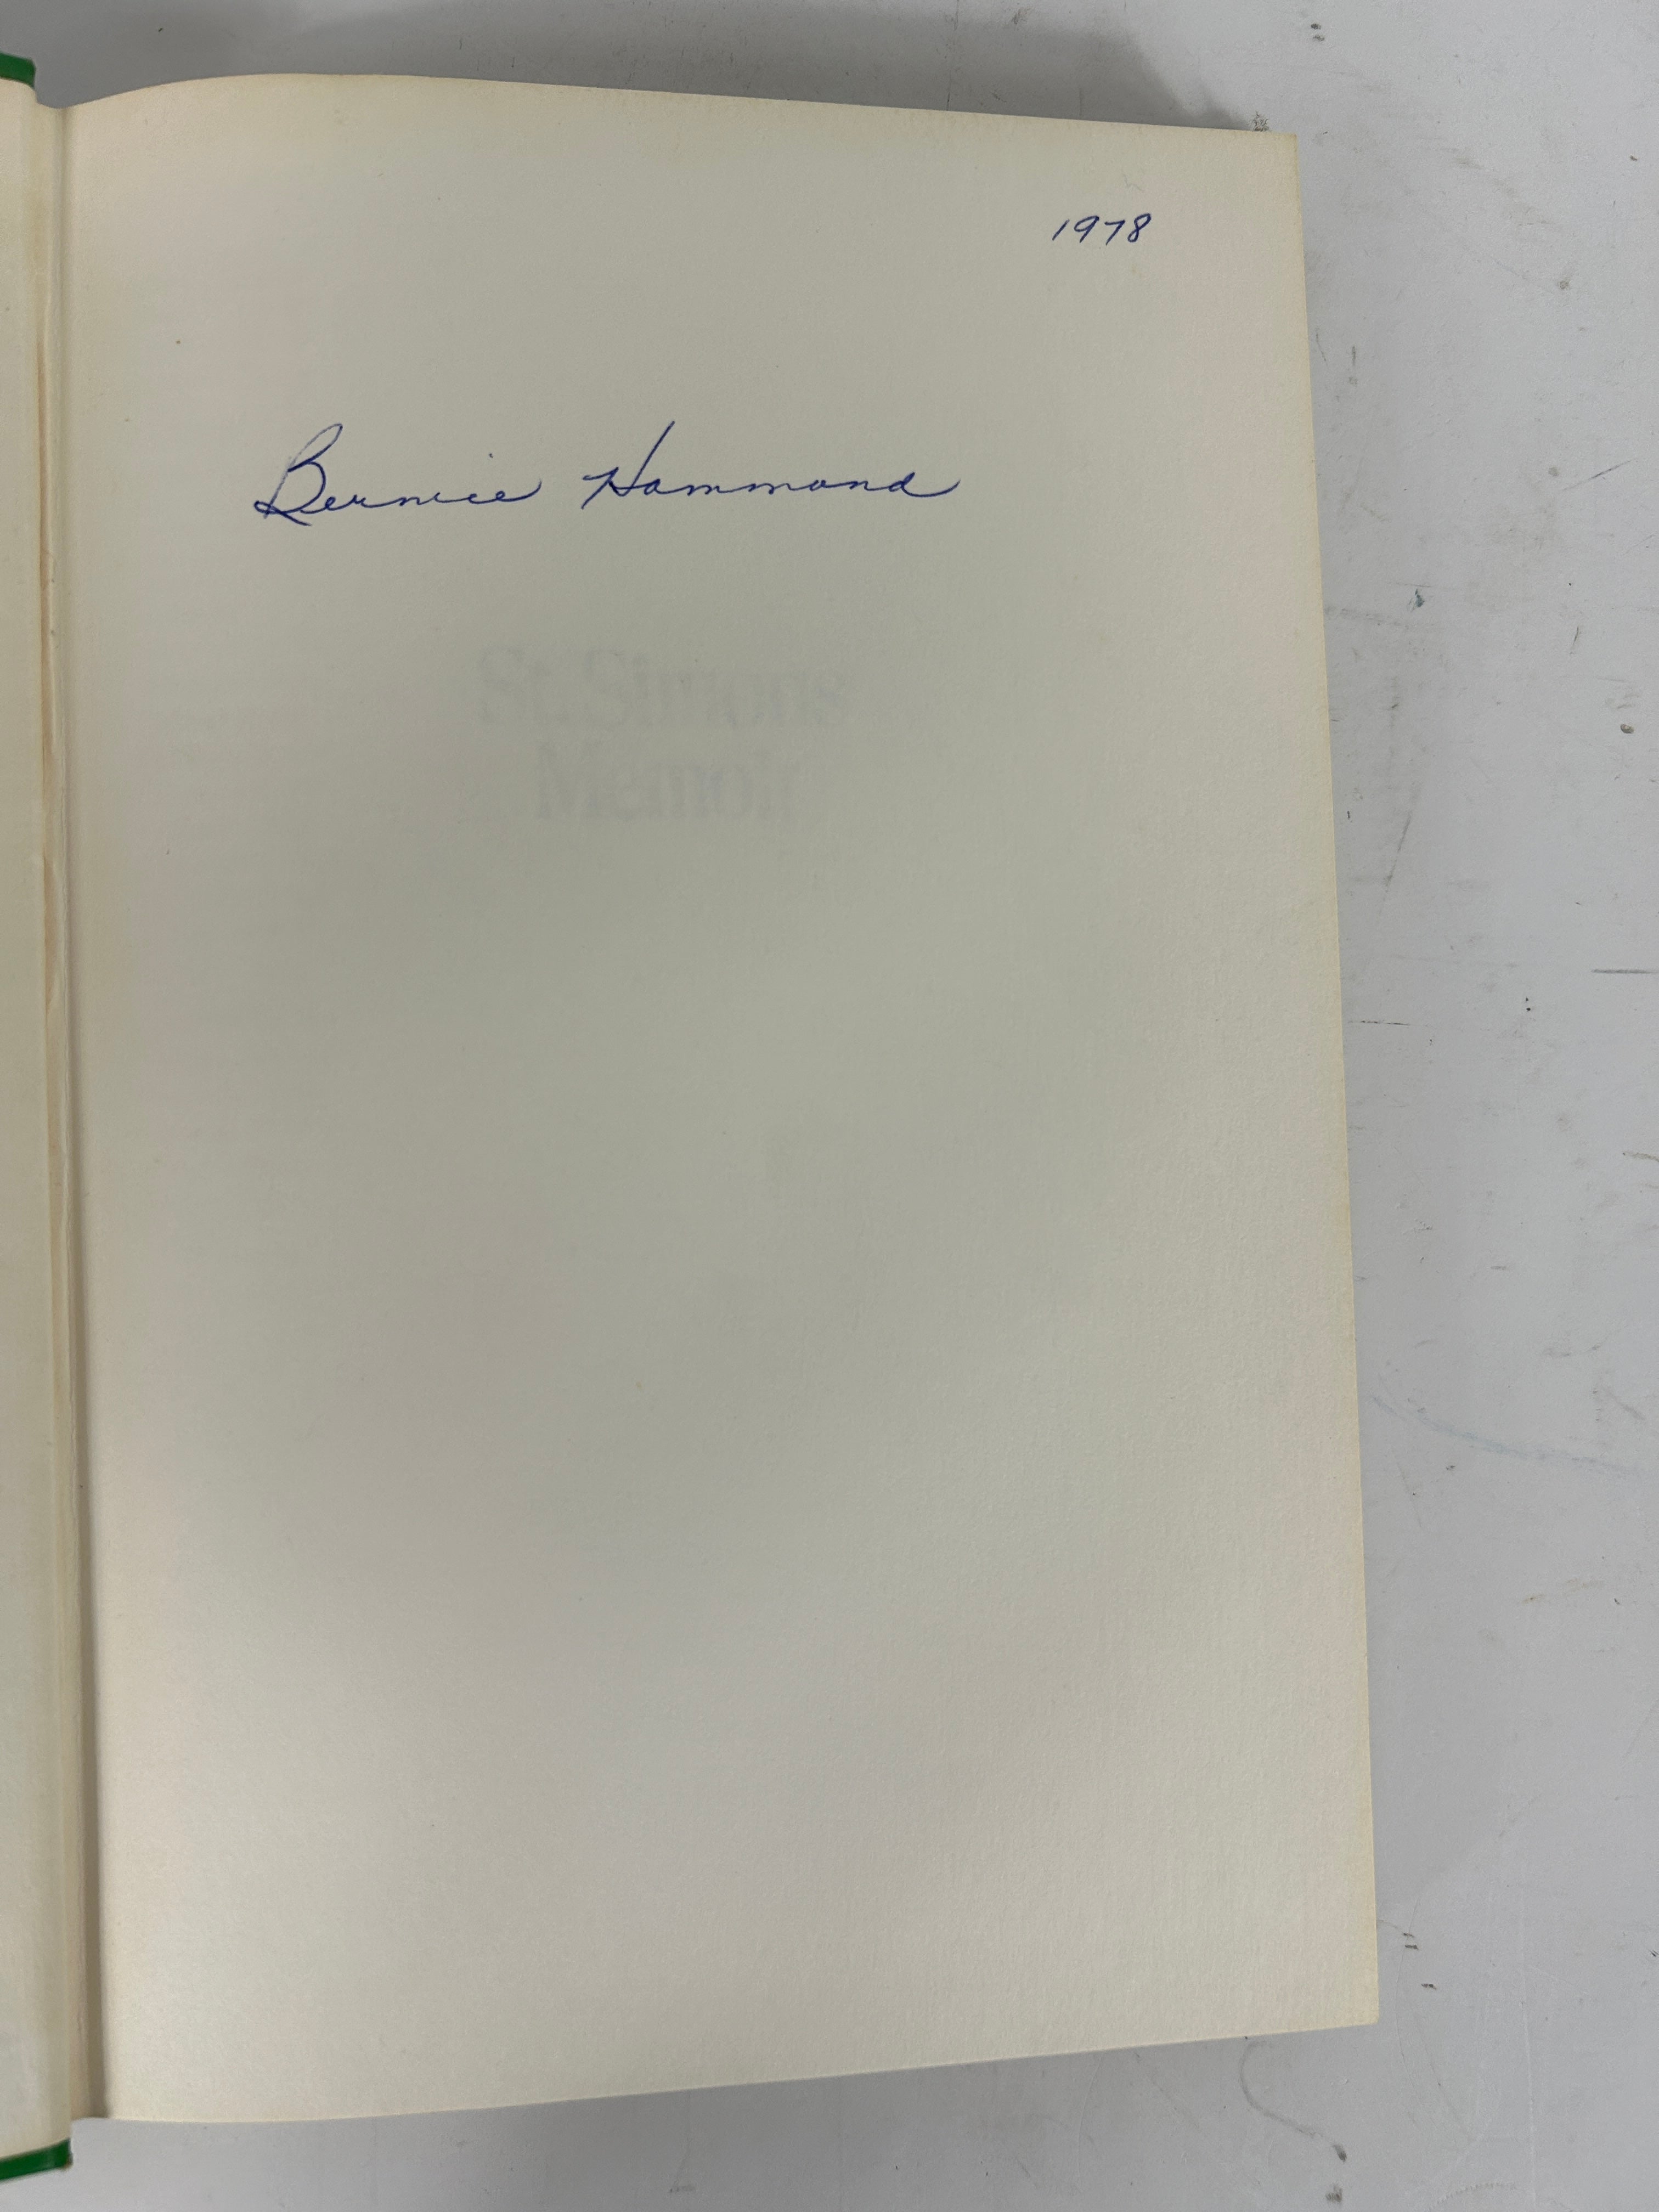 1978
Bernice Hammond
St. Simons
Memoir